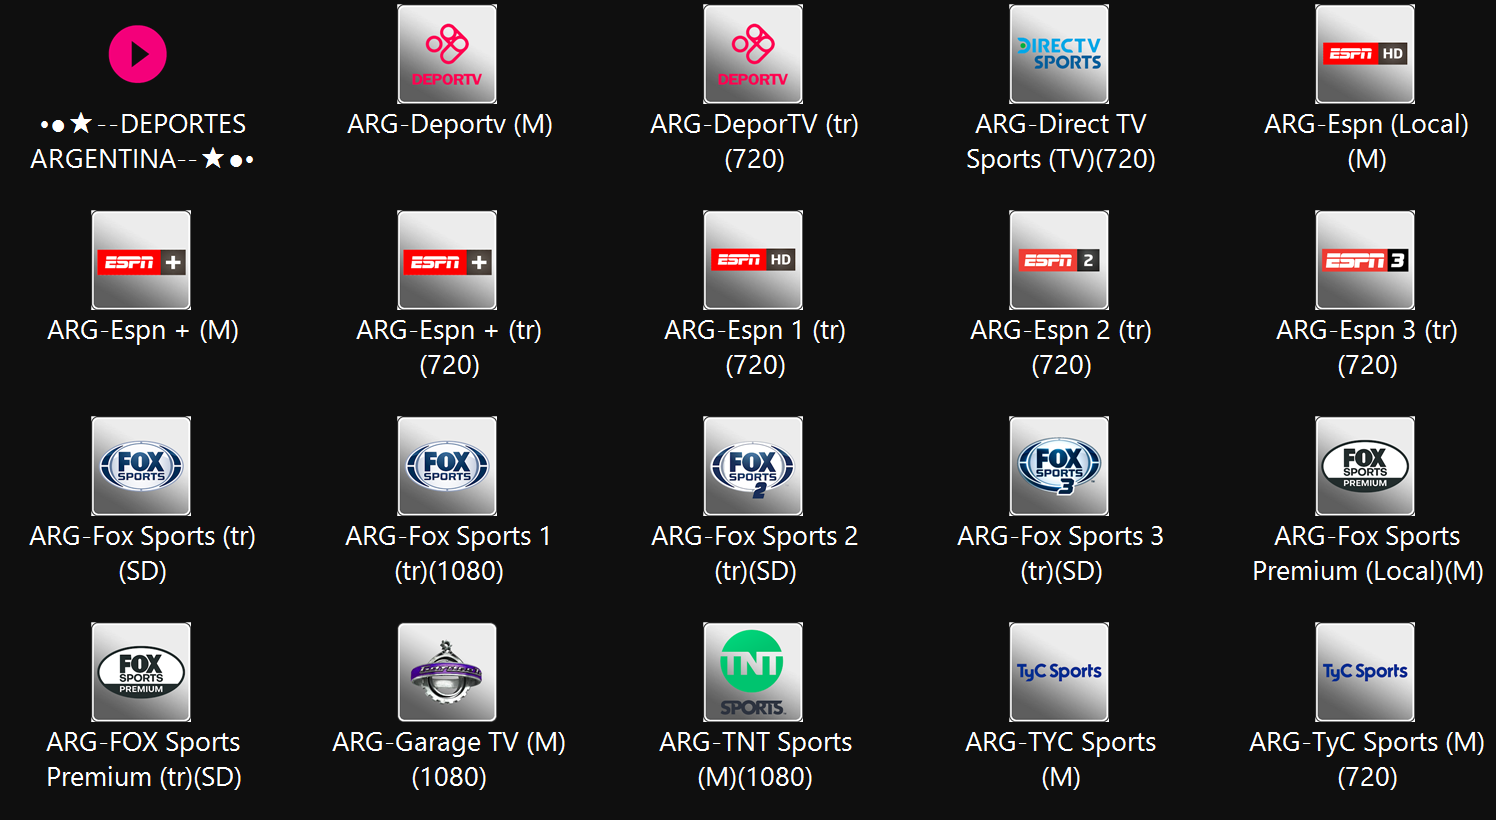 DEPORTV
DEPORTV
DIRECTV
SPORTS
ESPN HD
•●★--DEPORTES
ARGENTINA--★●•
ARG-Deportv (M)
ARG-DeporTV (tr)
(720)
ARG-Direct TV
Sports (TV)(720)
ARG-Espn (Local)
(M)
ESPN +
ESPN +
ESPN HD
ESPN 2
ESPN 3
ARG-Espn + (M)
ARG-Espn + (tr)
(720)
ARG-Espn 1 (tr)
(720)
ARG-Espn 2 (tr)
(720)
ARG-Espn 3 (tr)
(720)
FOX
SPORTS
FOX
SPORTS
FOX
SPORTS
2
FOX
SPORTS
3
FOX
SPORTS
PREMIUM
ARG-Fox Sports (tr)
(SD)
ARG-Fox Sports 1
(tr)(1080)
ARG-Fox Sports 2
(tr)(SD)
ARG-Fox Sports 3
(tr)(SD)
ARG-Fox Sports
Premium (Local)(M)
FOX
SPORTS
PREMIUM
TNT
SPORTS
TyC Sports
TyC Sports
ARG-FOX Sports
Premium (tr)(SD)
ARG-Garage TV (M)
(1080)
ARG-TNT Sports
(M)(1080)
ARG-TYC Sports
(M)
ARG-TyC Sports (M)
(720)